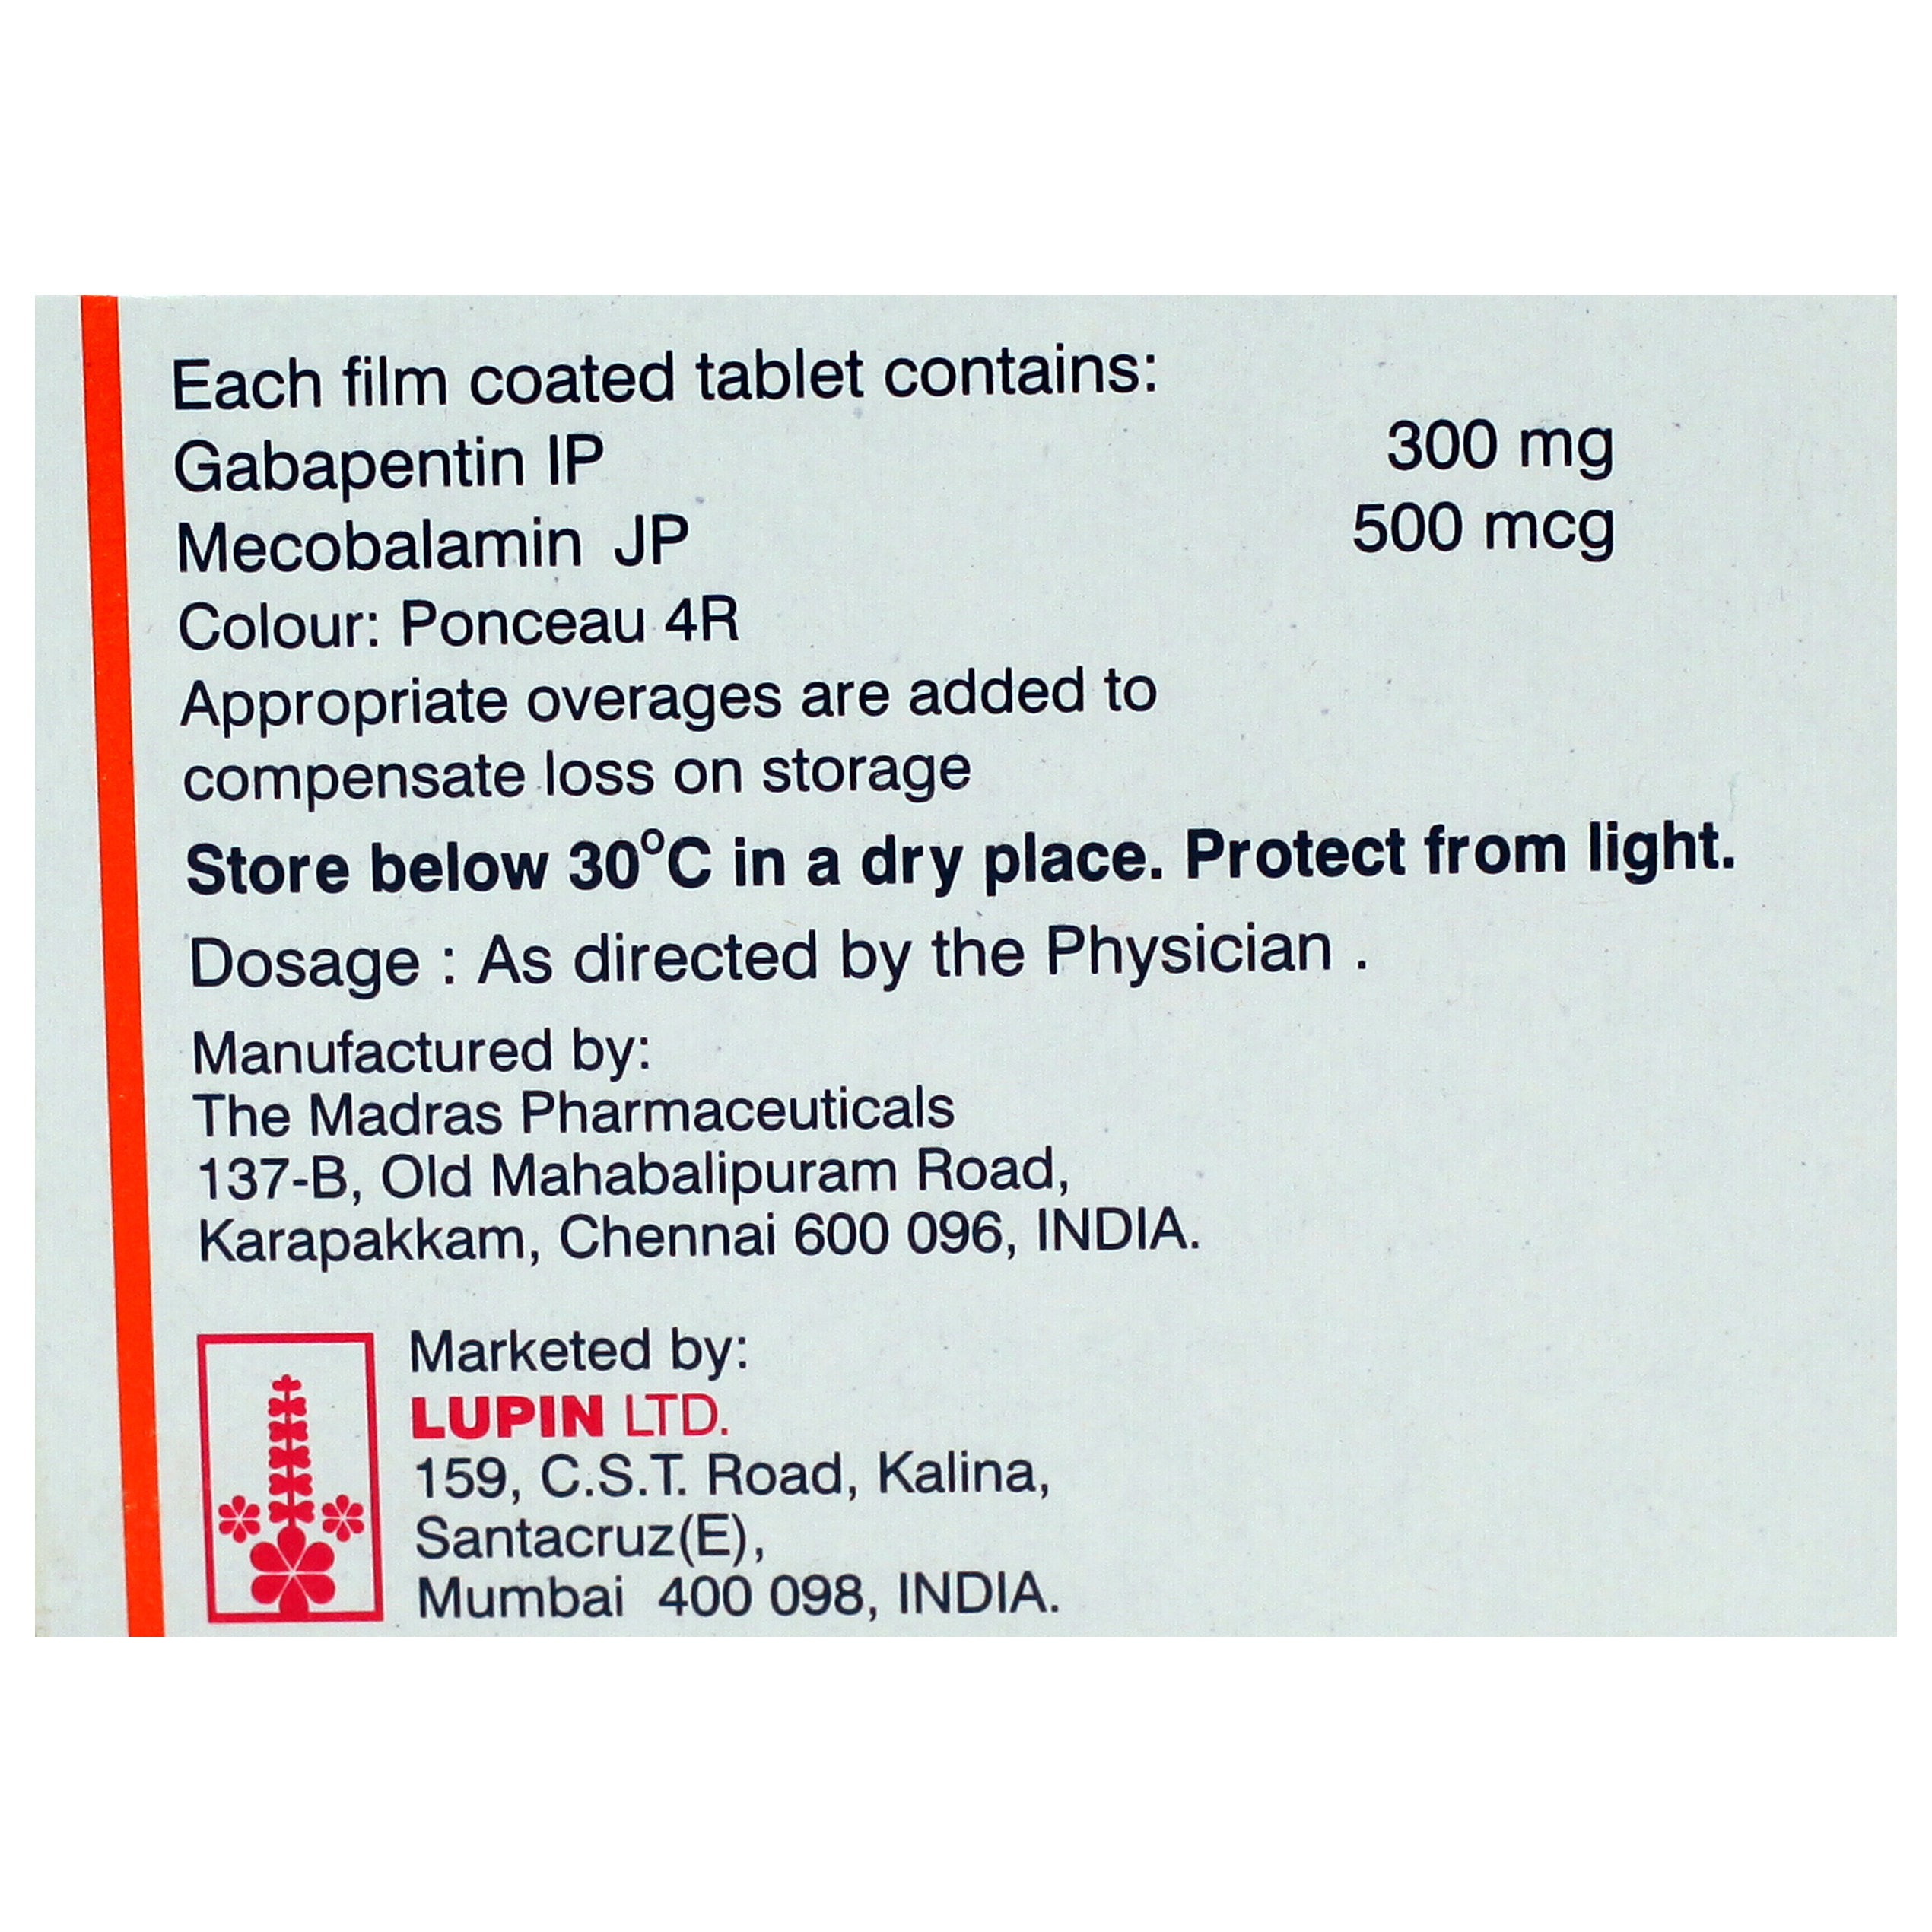 Each film coated tablet contains:
Gabapentin IP 300 mg
Mecobalamin JP 500 mcg
Colour: Ponceau 4R
Appropriate overages are added to
compensate loss on storage
Store below 30°C in a dry place. Protect from light.
Dosage : As directed by the Physician .
Manufactured by:
The Madras Pharmaceuticals
137-B, Old Mahabalipuram Road,
Karapakkam, Chennai 600 096, INDIA.
Marketed by:
LUPIN LTD.
159, C.S.T. Road, Kalina,
Santacruz(E),
Mumbai 400 098, INDIA.